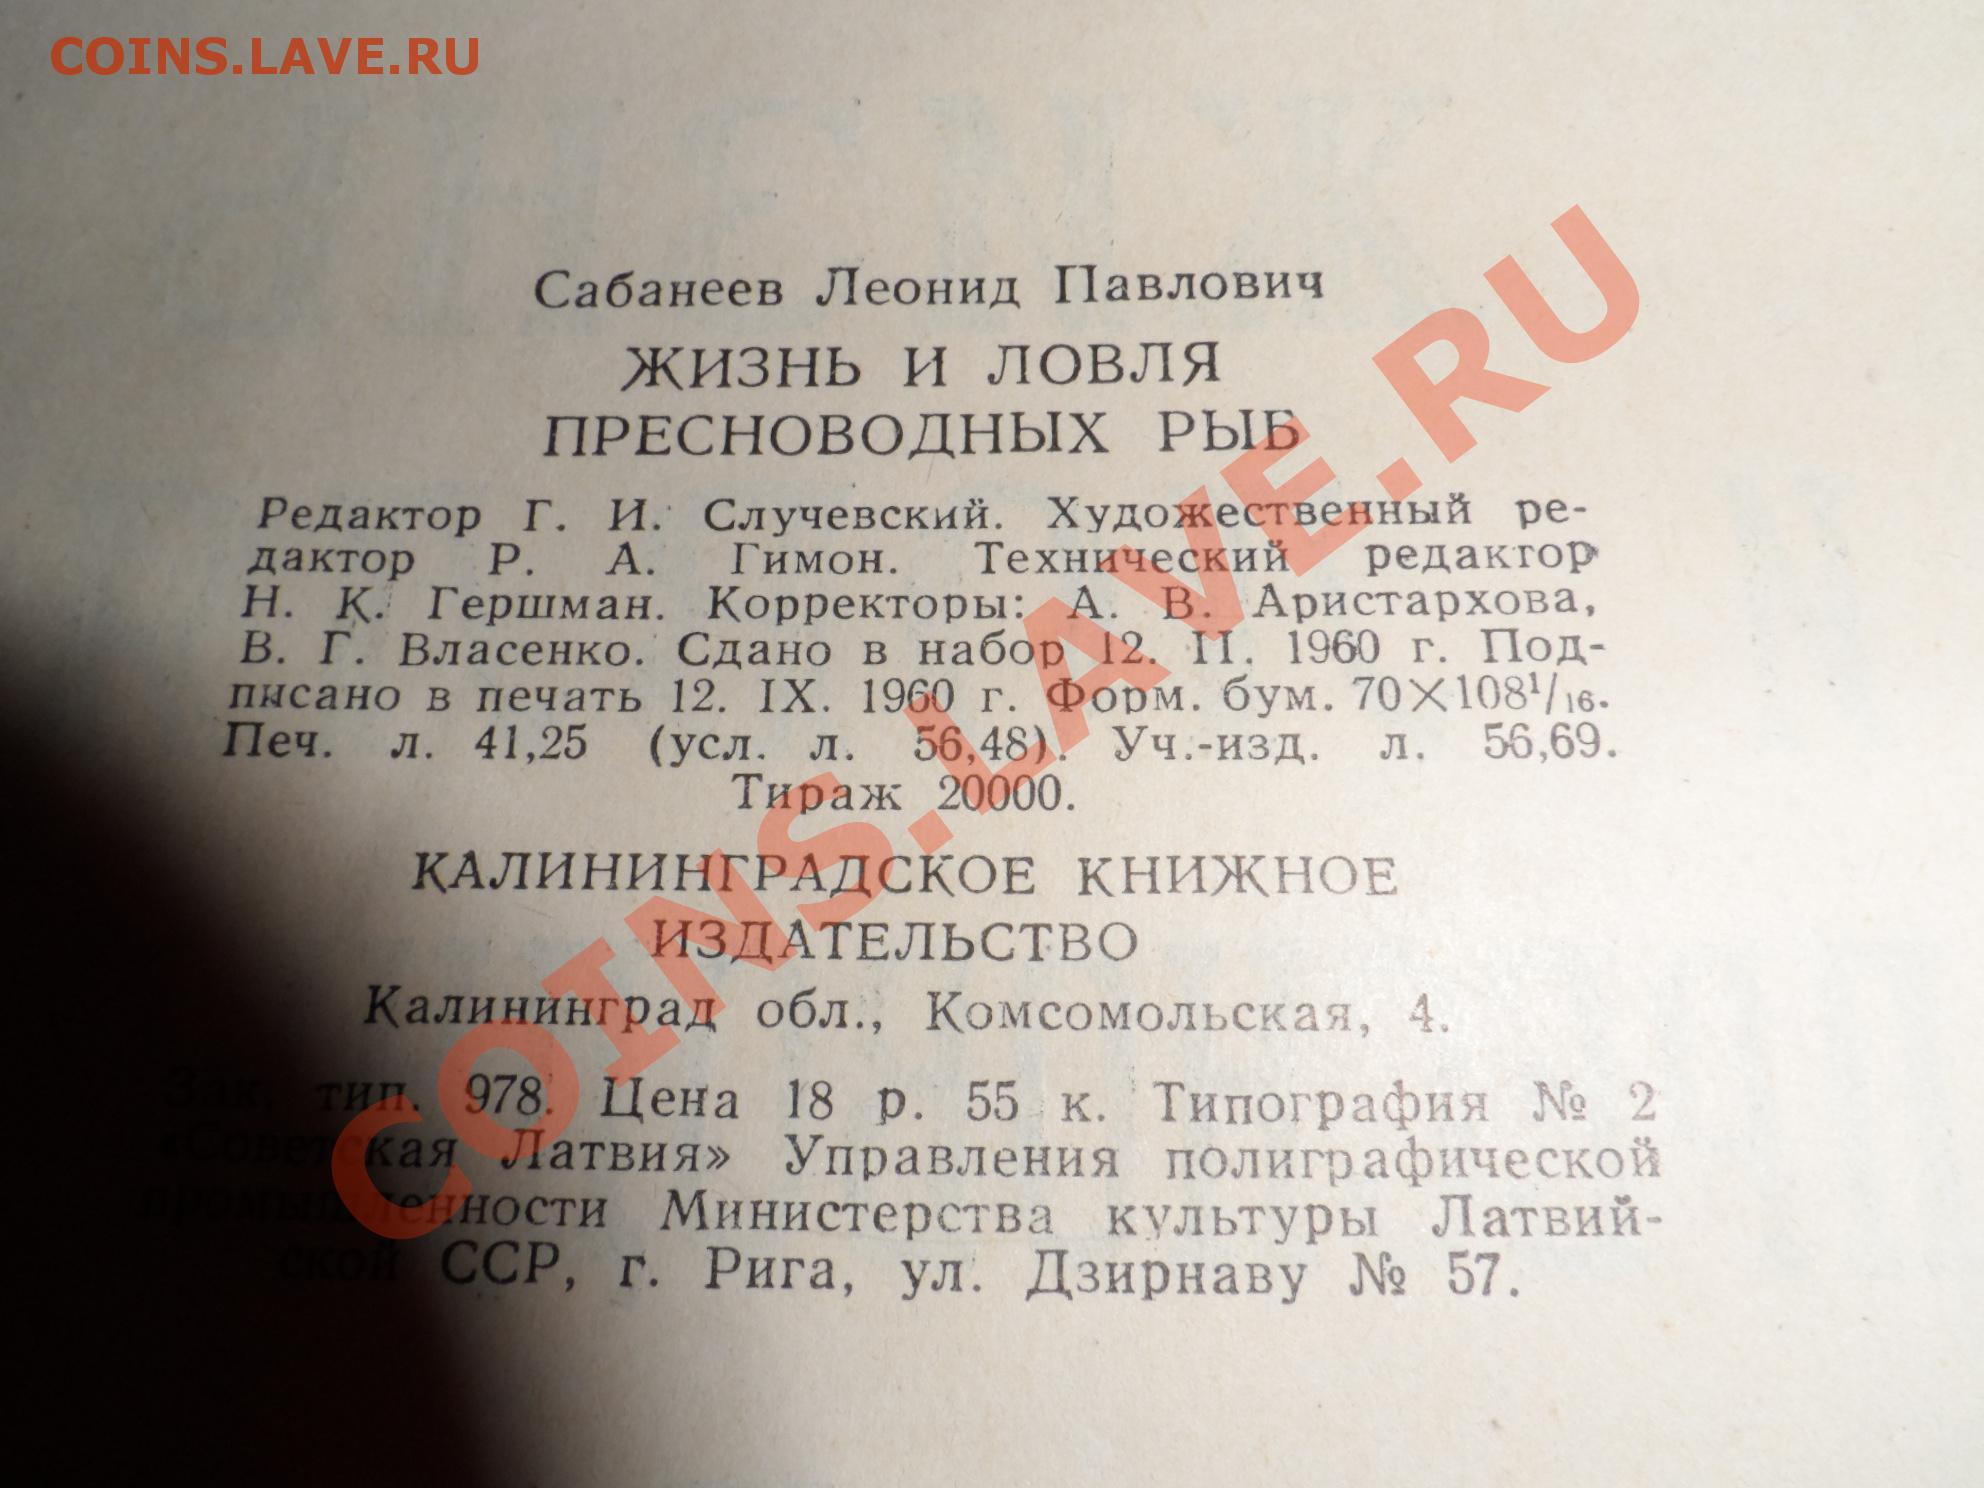 COINS.LAVE.RU
Сабанеев Леонид Павлович
ЖИЗНЬ И ЛОВЛЯ
ПРЕСНОВОДНЫХ РЫБ
Редактор Г. И. Случевский. Художественный ре-
дактор Р. А. Гимон. Технический редактор
Н. К. Гершман. Корректоры: А. В. Аристархова,
В. Г. Власенко. Сдано в набор 12. II. 1960 г. Под-
писано в печать 12. IX. 1960 г. Форм. бум. 70×108¹/₁₆.
Печ. л. 41,25 (усл. л. 56,48). Уч.-изд. л. 56,69.
Тираж 20000.
КАЛИНИНГРАДСКОЕ КНИЖНОЕ
ИЗДАТЕЛЬСТВО
Калининград обл., Комсомольская, 4.
Зак. тип. 978. Цена 18 р. 55 к. Типография № 2
«Советская Латвия» Управления полиграфической
промышленности Министерства культуры Латвий-
ской ССР, г. Рига, ул. Дзирнаву № 57.
COINS.LAVE.RU